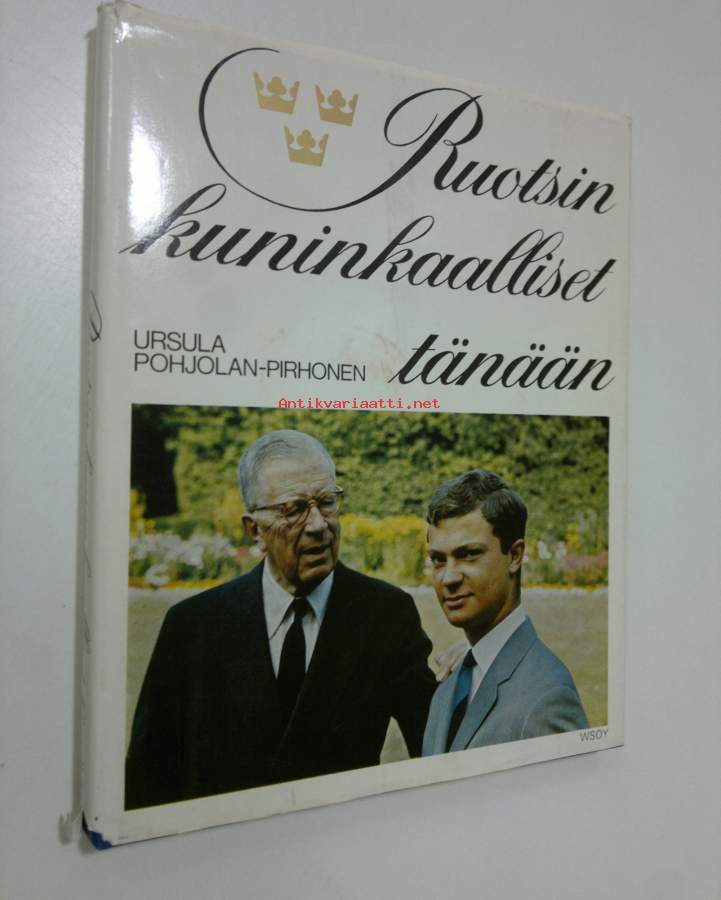 Ruotsin
kuninkaalliset
tänään
URSULA
POHJOLAN-PIRHONEN
Antikvariaatti.net
WSOY